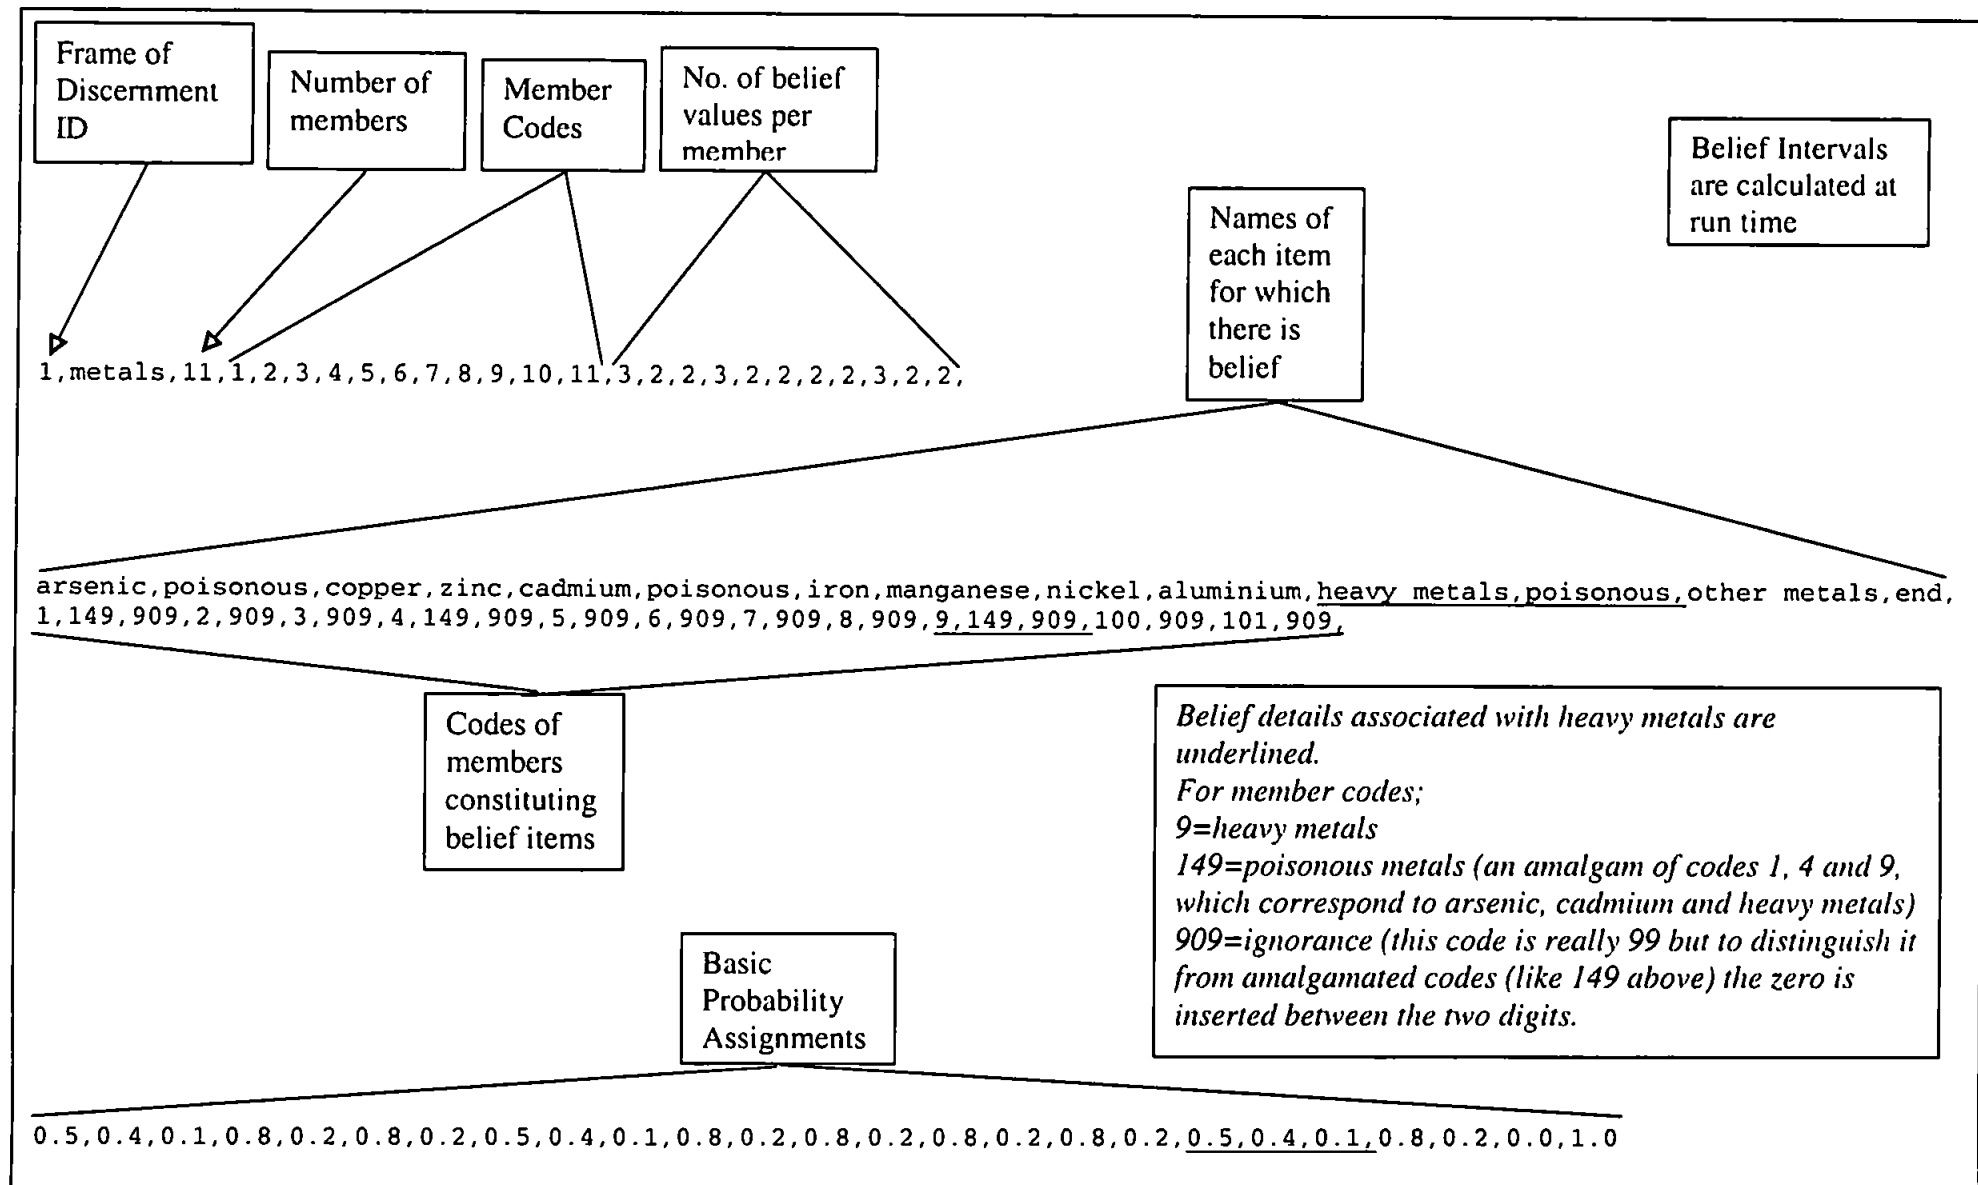 Frame of
Discernment
ID
Number of
members
Member
Codes
No. of belief
values per
member
Belief Intervals
are calculated at
run time
Names of
each item
for which
there is
belief
1,metals,11,1,2,3,4,5,6,7,8,9,10,11,3,2,2,3,2,2,2,2,3,2,2,
arsenic,poisonous,copper,zinc,cadmium,poisonous,iron,manganese,nickel,aluminium,heavy metals,poisonous,other metals,end,
1,149,909,2,909,3,909,4,149,909,5,909,6,909,7,909,8,909,9,149,909,100,909,101,909,
Codes of
members
constituting
belief items
Belief details associated with heavy metals are
underlined.
For member codes;
9=heavy metals
149=poisonous metals (an amalgam of codes 1, 4 and 9,
which correspond to arsenic, cadmium and heavy metals)
909=ignorance (this code is really 99 but to distinguish it
from amalgamated codes (like 149 above) the zero is
inserted between the two digits.
Basic
Probability
Assignments
0.5,0.4,0.1,0.8,0.2,0.8,0.2,0.5,0.4,0.1,0.8,0.2,0.8,0.2,0.8,0.2,0.8,0.2,0.5,0.4,0.1,0.8,0.2,0.0,1.0